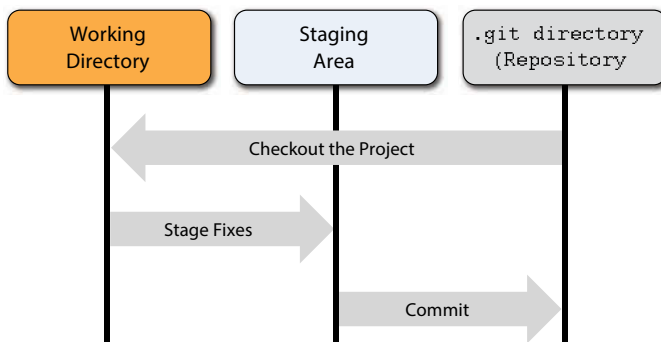 Working
Directory
Staging
Area
.git directory
(Repository
Checkout the Project
Stage Fixes
Commit